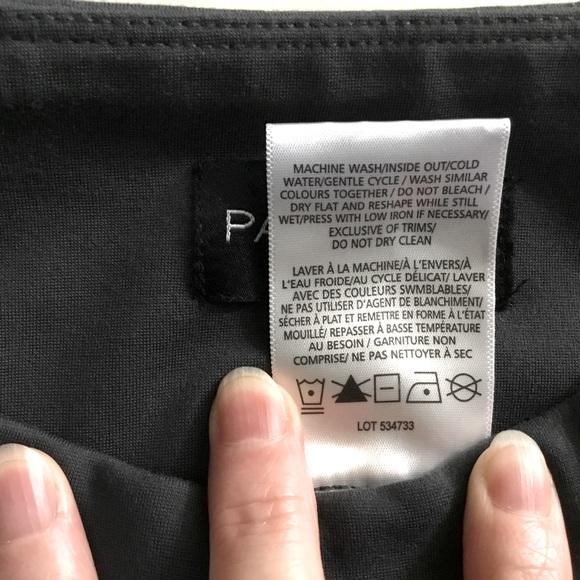 PA
MACHINE WASH/INSIDE OUT/COLD
WATER/GENTLE CYCLE / WASH SIMILAR
COLOURS TOGETHER / DO NOT BLEACH /
DRY FLAT AND RESHAPE WHILE STILL
WET/PRESS WITH LOW IRON IF NECESSARY/
EXCLUSIVE OF TRIMS/
DO NOT DRY CLEAN
LAVER À LA MACHINE/À L'ENVERS/À
L'EAU FROIDE/AU CYCLE DÉLICAT/ LAVER
AVEC DES COULEURS SWMBLABLES/
NE PAS UTILISER D'AGENT DE BLANCHIMENT/
SÉCHER À PLAT ET REMETTRE EN FORME À L'ÉTAT
MOUILLÉ/ REPASSER À BASSE TEMPÉRATURE
AU BESOIN / GARNITURE NON
COMPRISE/ NE PAS NETTOYER À SEC
LOT 534733